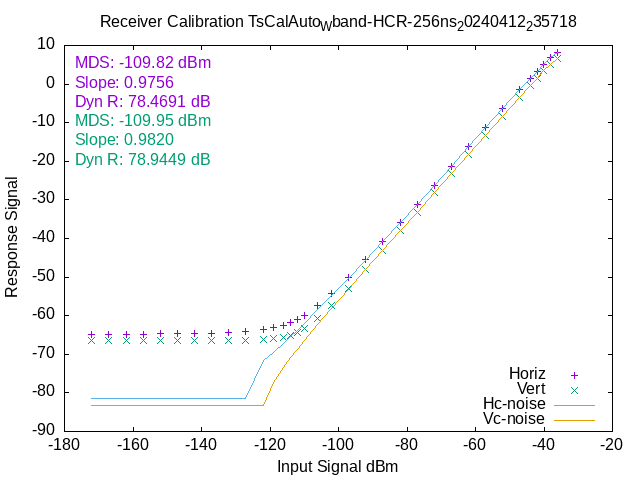 Receiver Calibration TsCalAutoWband-HCR-256ns20240412235718
10
0
-10
-20
-30
-40
-50
-60
-70
-80
-90
Response Signal
MDS: -109.82 dBm
Slope: 0.9756
Dyn R: 78.4691 dB
MDS: -109.95 dBm
Slope: 0.9820
Dyn R: 78.9449 dB
Horiz
Vert
Hc-noise
Vc-noise
-180 -160 -140 -120 -100 -80 -60 -40 -20
Input Signal dBm